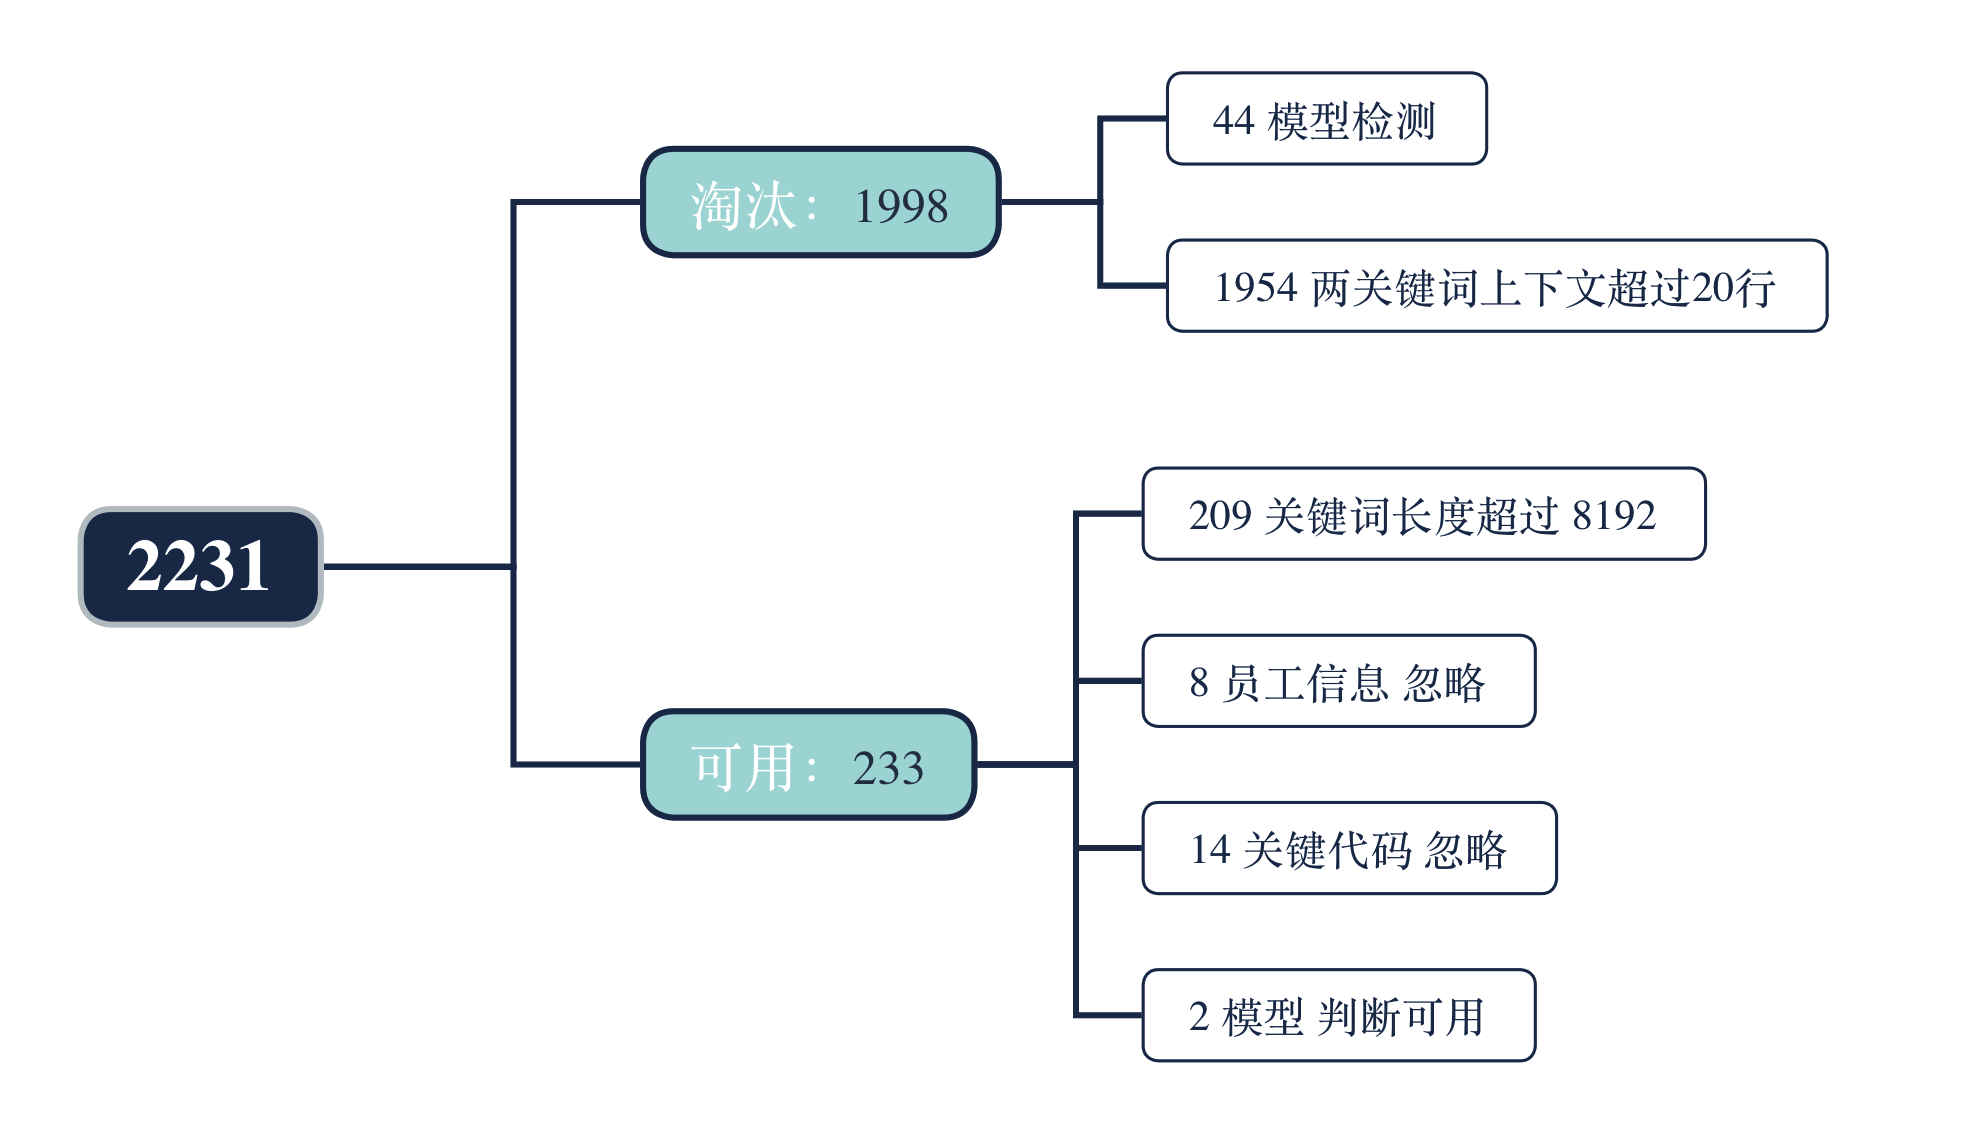 44 模型检测
淘汰： 1998
1954 两关键词上下文超过20行
209 关键词长度超过 8192
2231
8 员工信息 忽略
可用： 233
14 关键代码 忽略
2 模型 判断可用